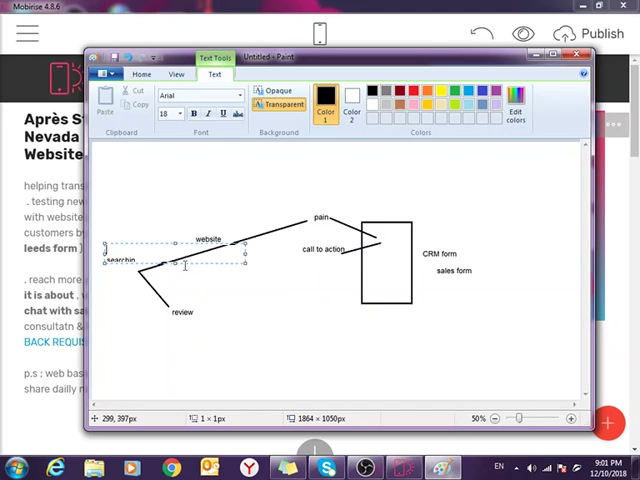 Mobirise 4.8.6
Publish
Text Tools
Untitled - Paint
Home
View
Text
Paste
Cut
Copy
Clipboard
Arial
18
B I U abc
Font
Opaque
Transparent
Background
Color 1
Color 2
Edit colors
Colors
Après S
Nevada
Website
helping trans
. testing new
with website
customers by
leeds form )
. reach more
it is about . w
chat with sa
consultatn &
BACK REQUIS
p.s ; web bas
share dailly n
pain
website
searchin
call to action
CRM form
sales form
review
299, 397px
1 × 1px
1864 × 1050px
50%
EN
9:01 PM
12/10/2018